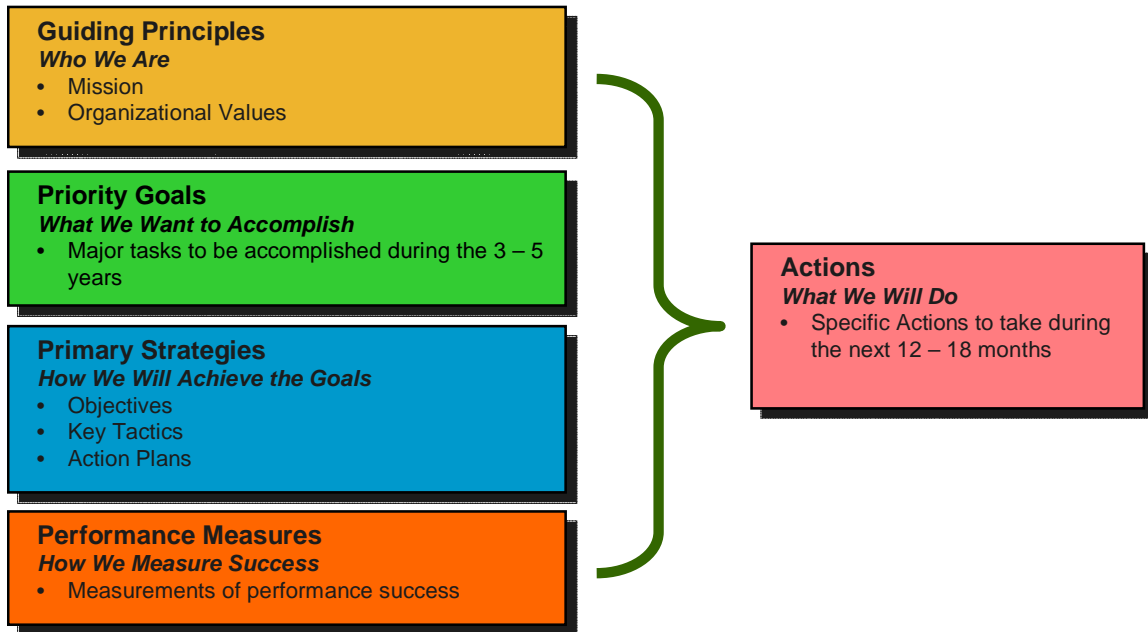 Guiding Principles
Who We Are
• Mission
• Organizational Values
Priority Goals
What We Want to Accomplish
• Major tasks to be accomplished during the 3 – 5
years
Primary Strategies
How We Will Achieve the Goals
• Objectives
• Key Tactics
• Action Plans
Performance Measures
How We Measure Success
• Measurements of performance success
Actions
What We Will Do
• Specific Actions to take during
the next 12 – 18 months